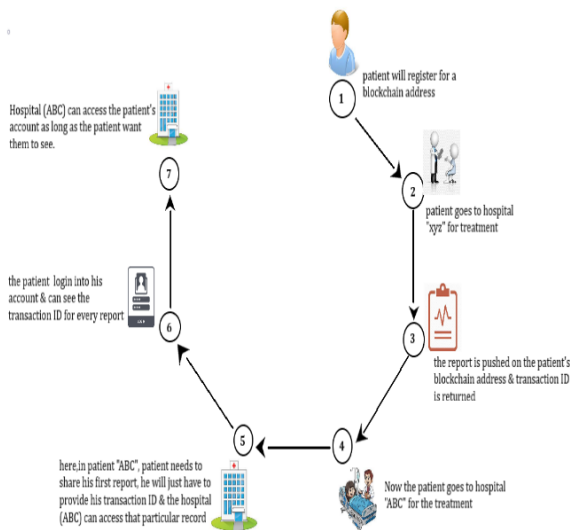 1
patient will register for a
blockchain address
2
patient goes to hospital
"xyz" for treatment
3
the report is pushed on the patient's
blockchain address & transaction ID
is returned
4
Now the patient goes to hospital
"ABC" for the treatment
5
here,in patient "ABC", patient needs to
share his first report, he will just have to
provide his transaction ID & the hospital
(ABC) can access that particular record
6
the patient login into his
account & can see the
transaction ID for every report
7
Hospital (ABC) can access the patient's
account as long as the patient want
them to see.